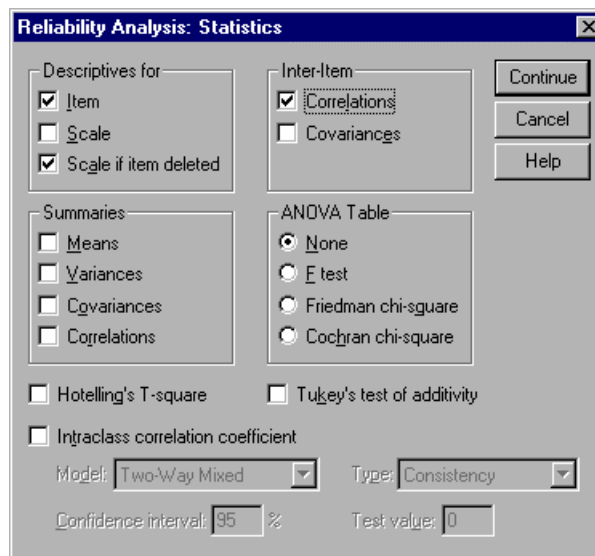 Reliability Analysis: Statistics
Descriptives for
Item
Scale
Scale if item deleted
Inter-Item
Correlations
Covariances
Continue
Cancel
Help
Summaries
Means
Variances
Covariances
Correlations
ANOVA Table
None
F test
Friedman chi-square
Cochran chi-square
Hotelling's T-square
Tukey's test of additivity
Intraclass correlation coefficient
Model: Two-Way Mixed
Type: Consistency
Confidence interval: 95 %
Test value: 0